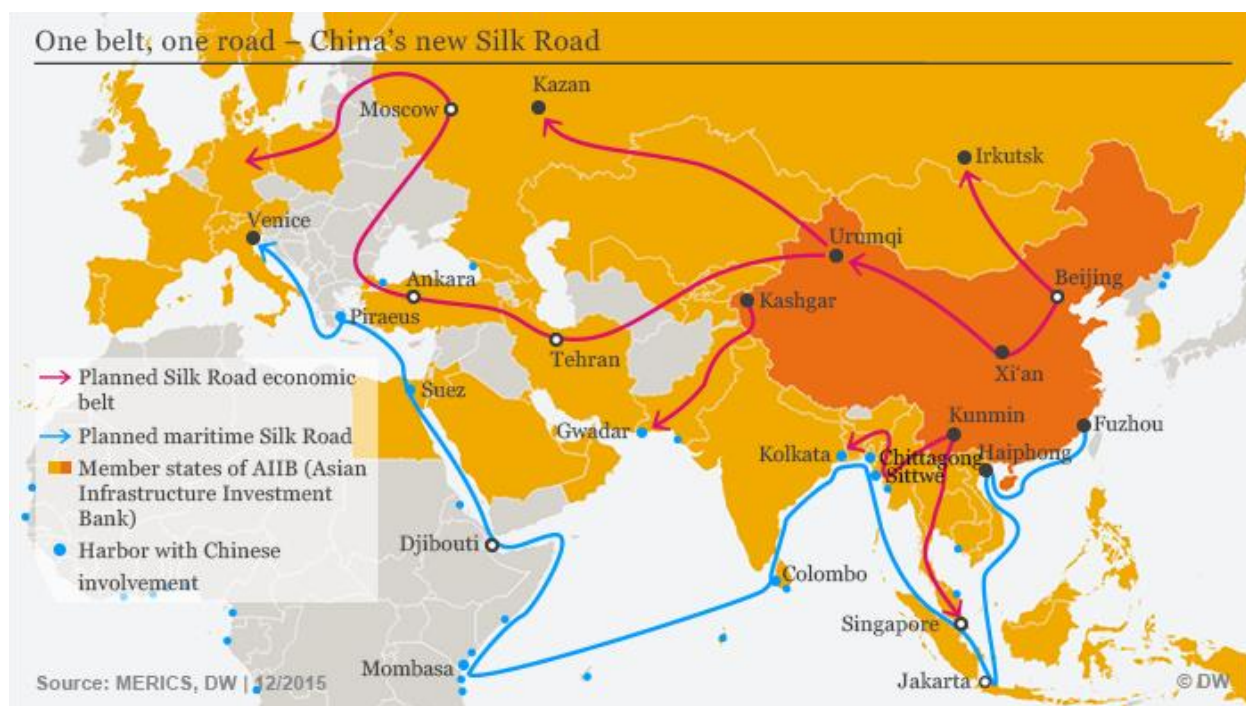 One belt, one road – China's new Silk Road
Kazan
Moscow
Irkutsk
Venice
Urumqi
Ankara
Beijing
Kashgar
Piraeus
Tehran
Xi'an
Planned Silk Road economic
belt
Suez
Kunmin
Fuzhou
Gwadar
Planned maritime Silk Road
Kolkata
Chittagong
Haiphong
Sittwe
Member states of AIIB (Asian
Infrastructure Investment
Bank)
Djibouti
Harbor with Chinese
involvement
Colombo
Singapore
Mombasa
Jakarta
Source: MERICS, DW | 12/2015
© DW